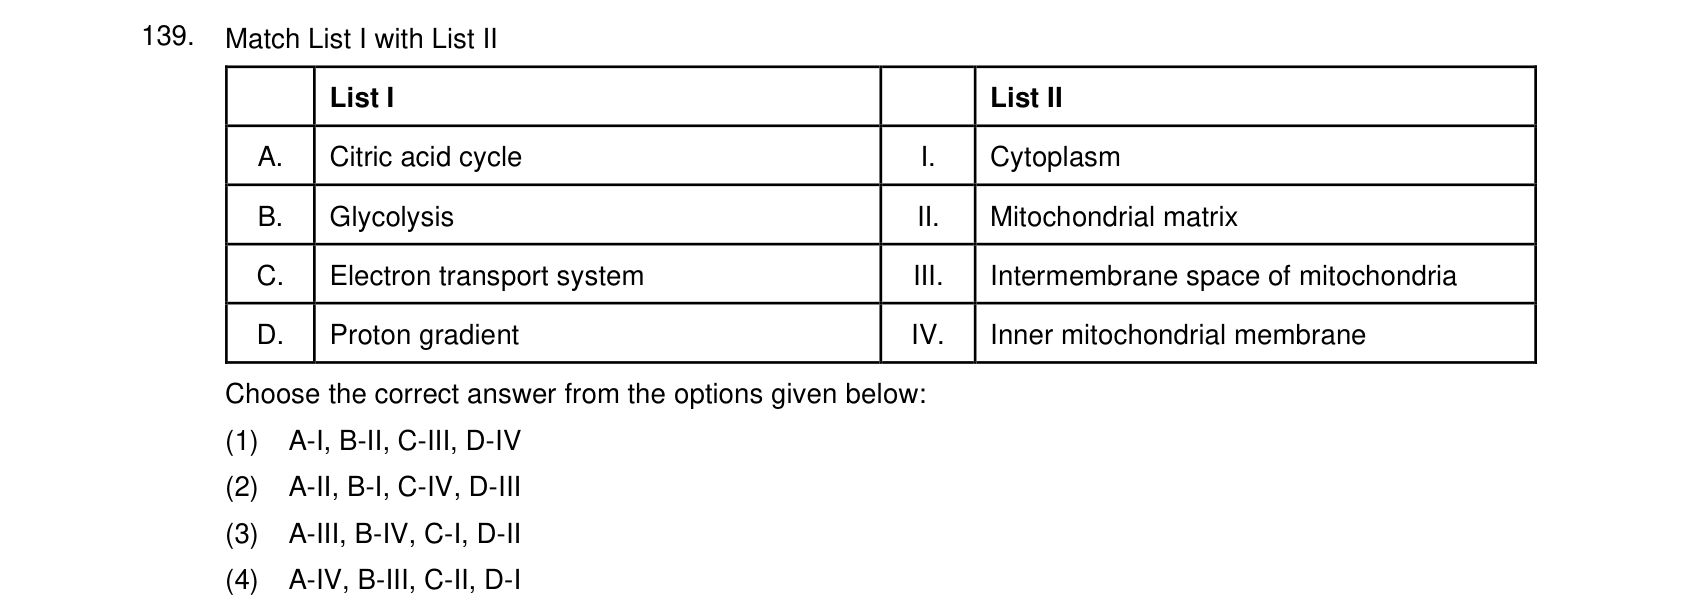 139. Match List I with List II
List I List II
A. Citric acid cycle I. Cytoplasm
B. Glycolysis II. Mitochondrial matrix
C. Electron transport system III. Intermembrane space of mitochondria
D. Proton gradient IV. Inner mitochondrial membrane
Choose the correct answer from the options given below:
(1) A-I, B-II, C-III, D-IV
(2) A-II, B-I, C-IV, D-III
(3) A-III, B-IV, C-I, D-II
(4) A-IV, B-III, C-II, D-I